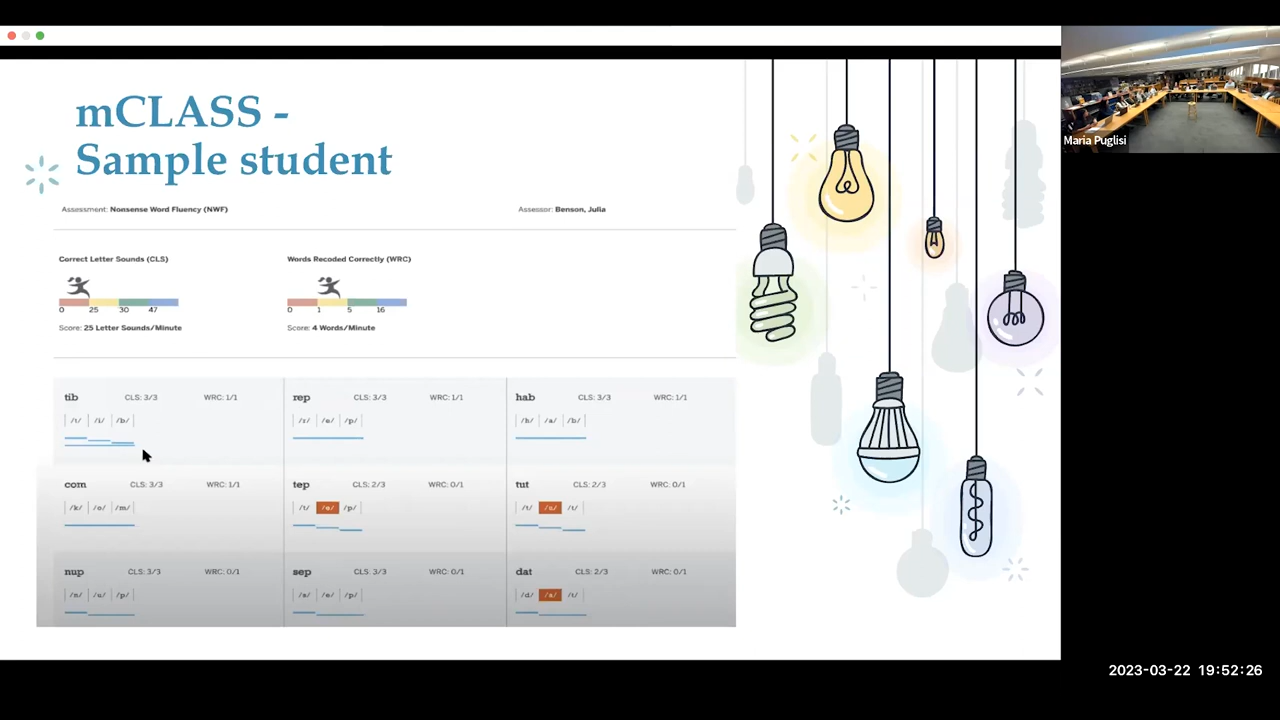 mCLASS -
Sample student
Maria Puglisi
Assessment: Nonsense Word Fluency (NWF) Assessor: Benson, Julia
Correct Letter Sounds (CLS) Words Recoded Correctly (WRC)
0 25 30 47 0 1 5 16
Score: 25 Letter Sounds/Minute Score: 4 Words/Minute
tib CLS: 3/3 WRC: 1/1 rep CLS: 3/3 WRC: 1/1 hab CLS: 3/3 WRC: 1/1
/t/ /i/ /b/ /r/ /e/ /p/ /h/ /a/ /b/
com CLS: 3/3 WRC: 1/1 tep CLS: 2/3 WRC: 0/1 tut CLS: 2/3 WRC: 0/1
/k/ /o/ /m/ /t/ /e/ /p/ /t/ /u/ /t/
nup CLS: 3/3 WRC: 0/1 sep CLS: 3/3 WRC: 0/1 dat CLS: 2/3 WRC: 0/1
/n/ /u/ /p/ /s/ /e/ /p/ /d/ /a/ /t/
2023-03-22 19:52:26